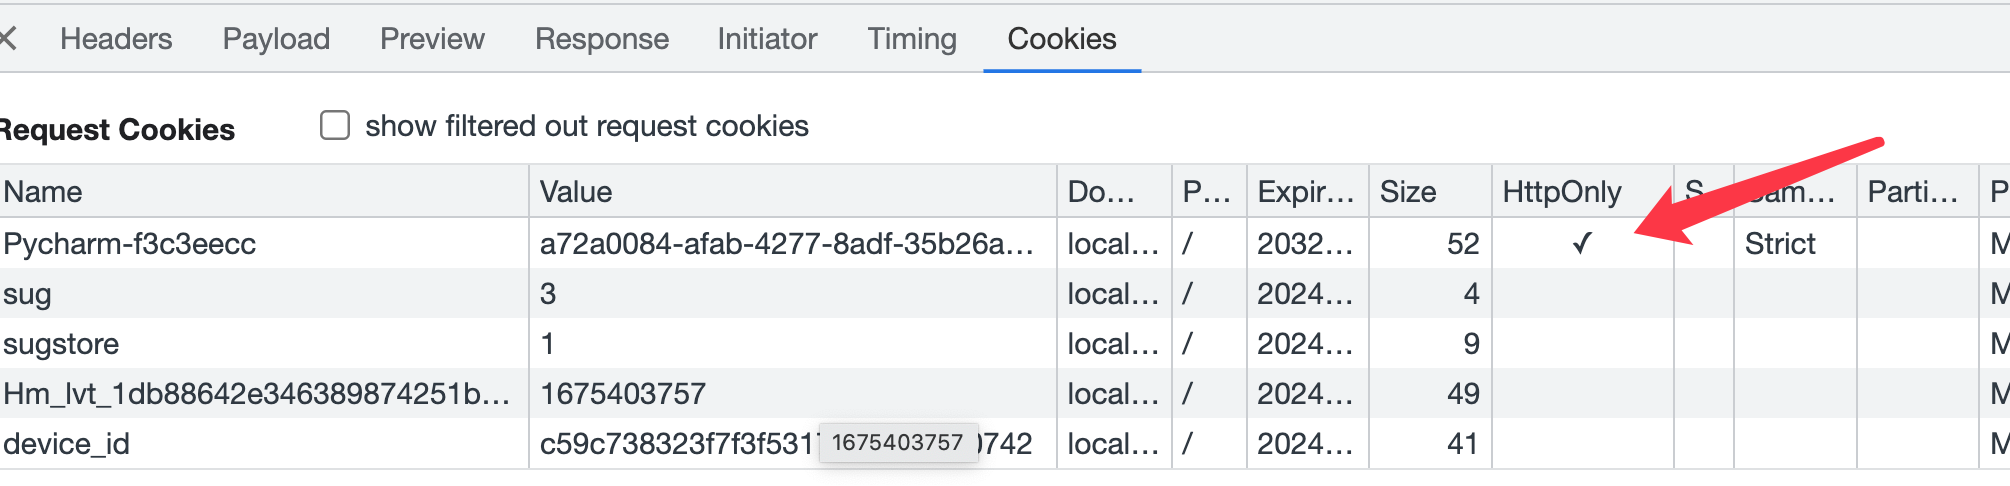 Headers Payload Preview Response Initiator Timing Cookies
Request Cookies show filtered out request cookies
Name Value Do... P... Expir... Size HttpOnly S... Sam... Parti... P
Pycharm-f3c3eecc a72a0084-afab-4277-8adf-35b26a... local... / 2032... 52 ✓ Strict M
sug 3 local... / 2024... 4 M
sugstore 1 local... / 2024... 9 M
Hm_lvt_1db88642e346389874251b... 1675403757 local... / 2024... 49 M
device_id c59c738323f7f3f531 1675403757 0742 local... / 2024... 41 M